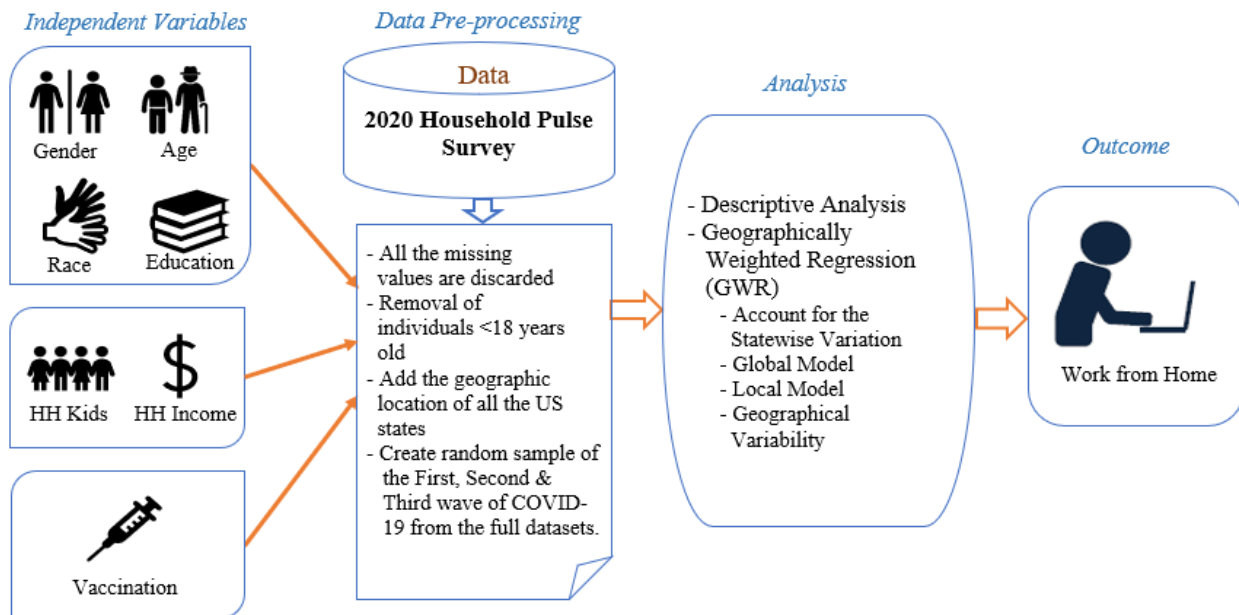 Independent Variables
Gender
Age
Race
Education
HH Kids
HH Income
Vaccination
Data Pre-processing
Data
2020 Household Pulse
Survey
- All the missing
values are discarded
- Removal of
individuals <18 years
old
- Add the geographic
location of all the US
states
- Create random sample of
the First, Second &
Third wave of COVID-
19 from the full datasets.
Analysis
- Descriptive Analysis
- Geographically
Weighted Regression
(GWR)
- Account for the
Statewise Variation
- Global Model
- Local Model
- Geographical
Variability
Outcome
Work from Home